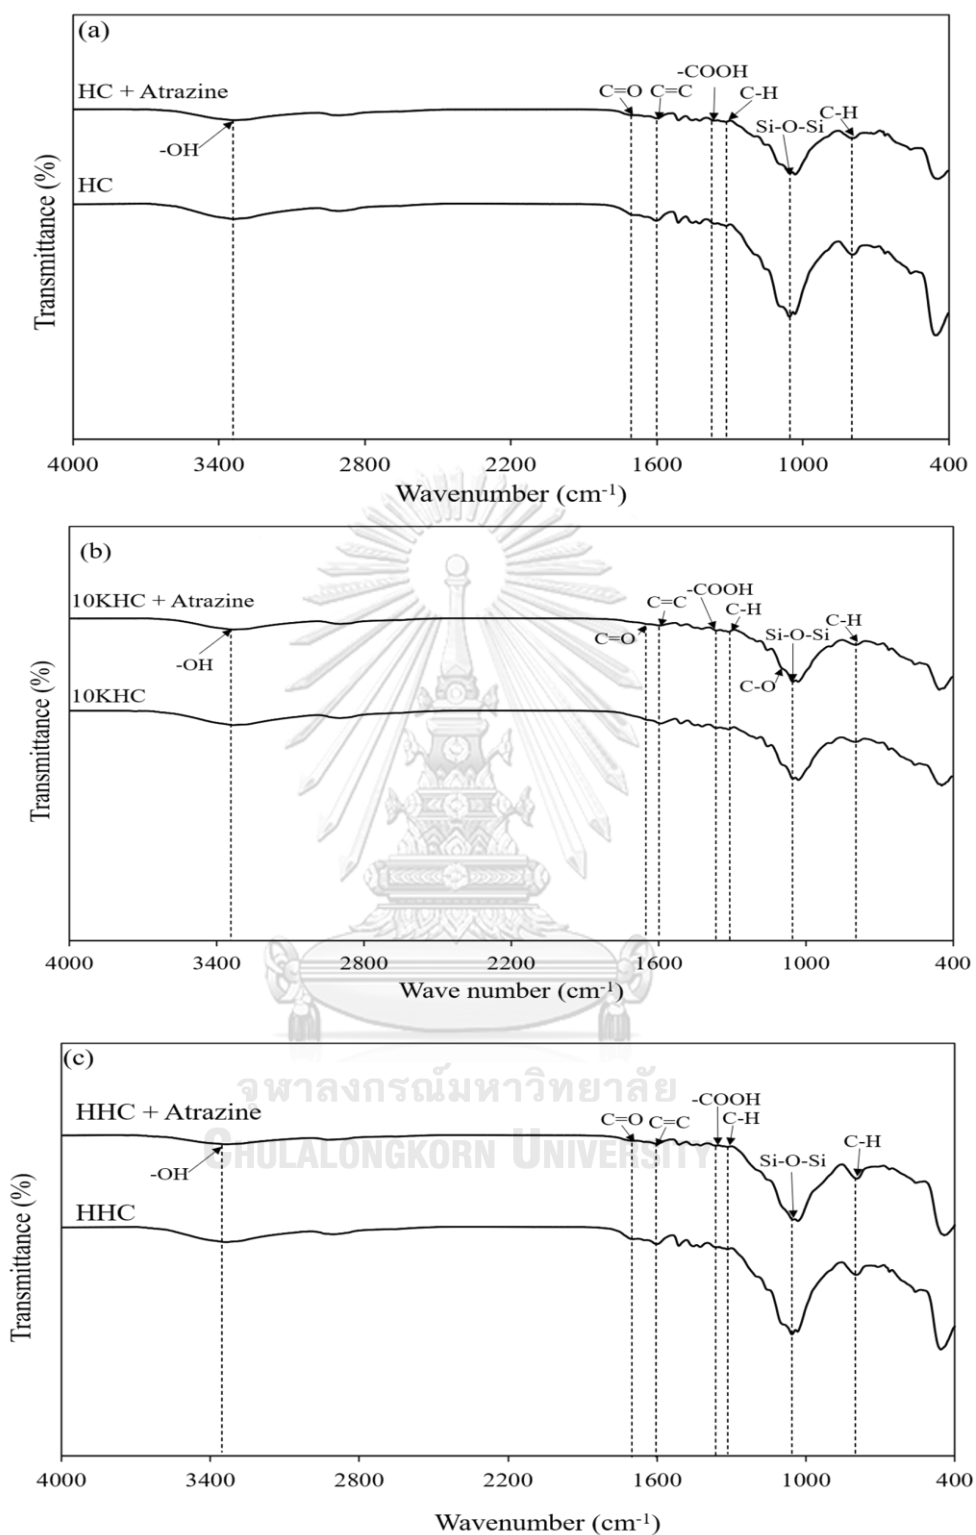 (a)
-COOH
C=O C=C C-H
HC + Atrazine
C-H
Si-O-Si
-OH
HC
Transmittance (%)
4000 3400 2800 2200 1600 1000 400
Wavenumber (cm-1)
(b)
-COOH
10KHC + Atrazine C=C C-H
C-H
C=O Si-O-Si
-OH
C-O
10KHC
Transmittance (%)
4000 3400 2800 2200 1600 1000 400
Wave number (cm-1)
(c)
จุฬาลงกรณ์มหาวิทยาลัย
-COOH
HHC + Atrazine C=O C=C C-H
C-H
CHULALONGKORN UNIVERSITY
Si-O-Si
-OH
HHC
Transmittance (%)
4000 3400 2800 2200 1600 1000 400
Wavenumber (cm-1)